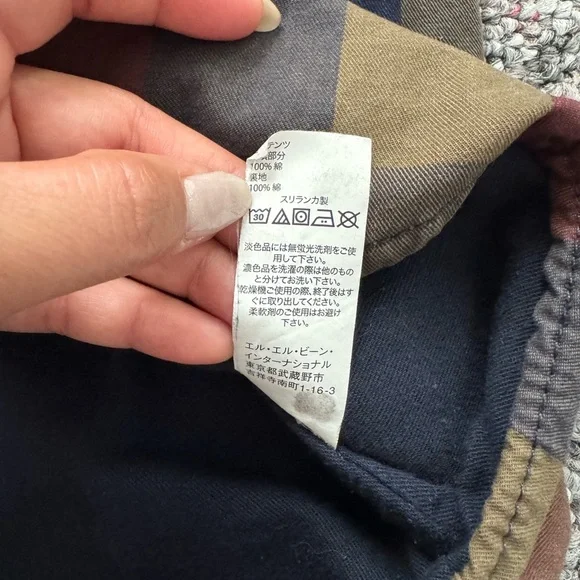 テンツ
部分
100% 綿
裏地
100% 綿
スリランカ製
30
淡色品には無蛍光洗剤をご使
用して下さい。
濃色品を洗濯の際は他のもの
と分けてお洗い下さい。
乾燥機ご使用の際、終了後はす
ぐに取り出してください。
柔軟剤のご使用はお避け
下さい。
エル・エル・ビーン・
インターナショナル
東京都武蔵野市
吉祥寺南町1-16-3